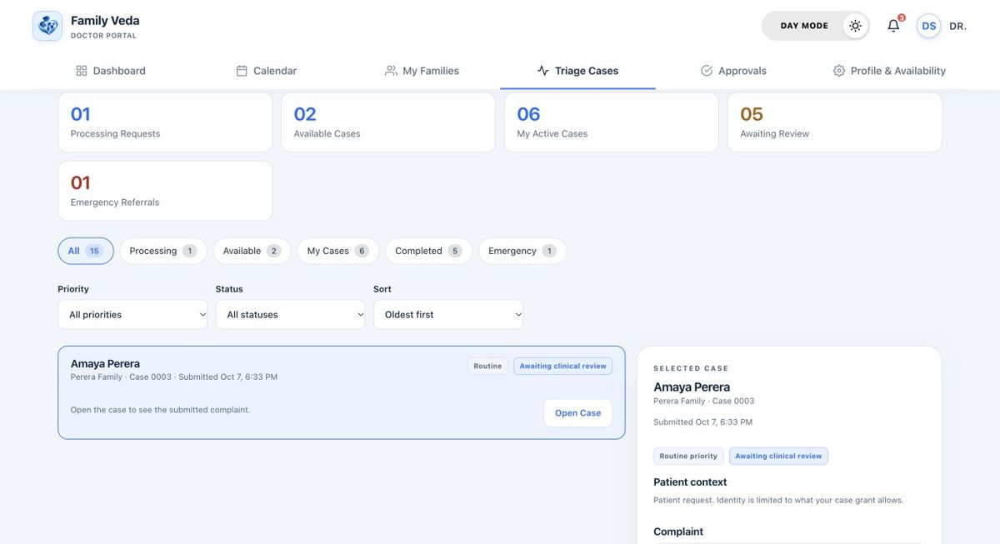 Family Veda
DOCTOR PORTAL
DAY MODE
3
DS
DR.
Dashboard
Calendar
My Families
Triage Cases
Approvals
Profile & Availability
01
Processing Requests
02
Available Cases
06
My Active Cases
05
Awaiting Review
01
Emergency Referrals
All 15
Processing 1
Available 2
My Cases 6
Completed 5
Emergency 1
Priority
All priorities
Status
All statuses
Sort
Oldest first
Amaya Perera
Routine
Awaiting clinical review
Perera Family · Case 0003 · Submitted Oct 7, 6:33 PM
Open the case to see the submitted complaint.
Open Case
SELECTED CASE
Amaya Perera
Perera Family · Case 0003
Submitted Oct 7, 6:33 PM
Routine priority
Awaiting clinical review
Patient context
Patient request. Identity is limited to what your case grant allows.
Complaint